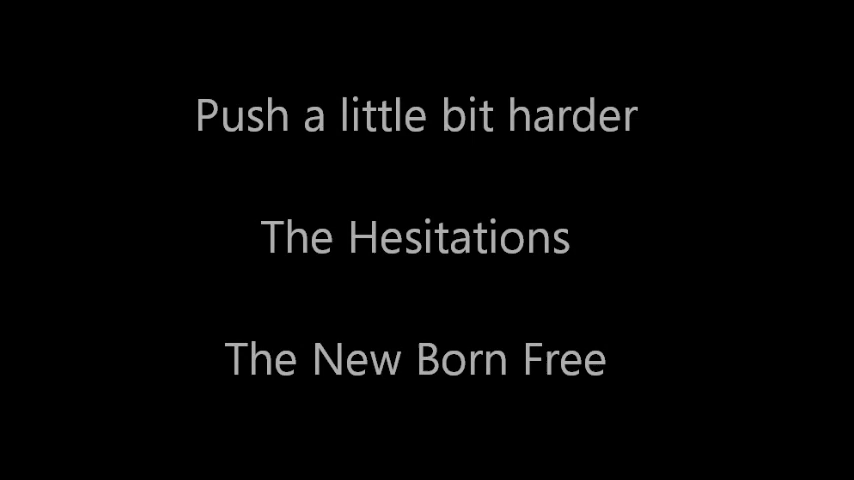 Push a little bit harder
The Hesitations
The New Born Free